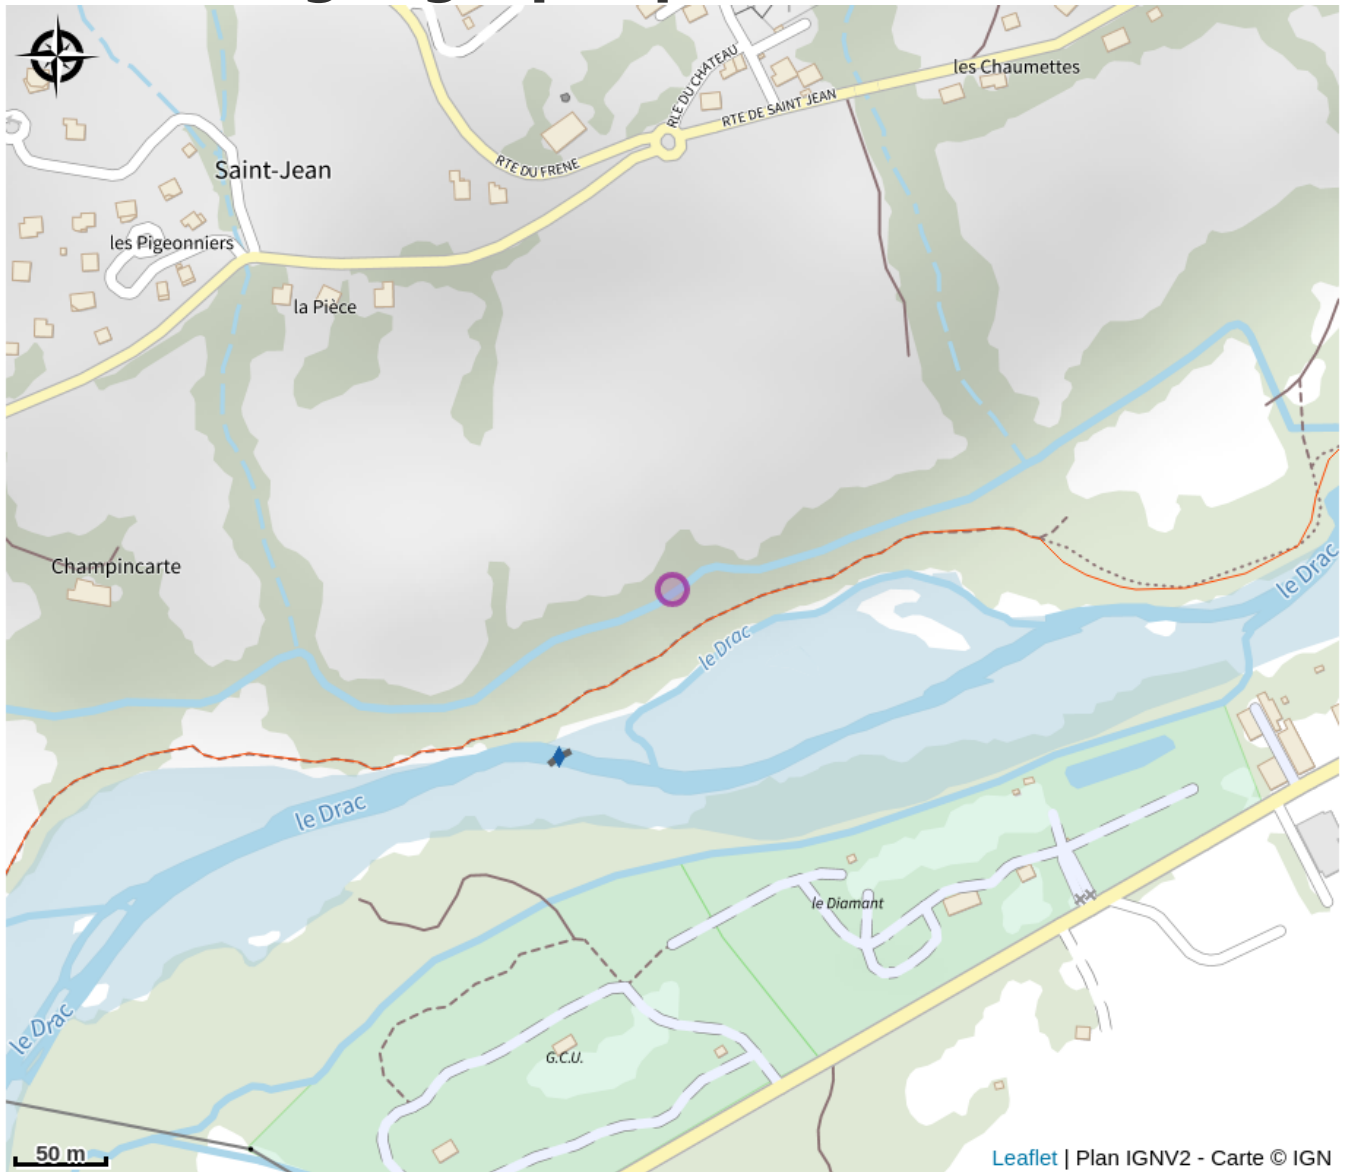 les Chaumettes
RLE DU CHATEAU
RTE DE SAINT JEAN
RTE DU FRENE
Saint-Jean
les Pigeonniers
la Pièce
Champincarte
le Drac
le Drac
le Drac
le Diamant
le Drac
G.C.U.
50 m
Leaflet | Plan IGNV2 - Carte © IGN